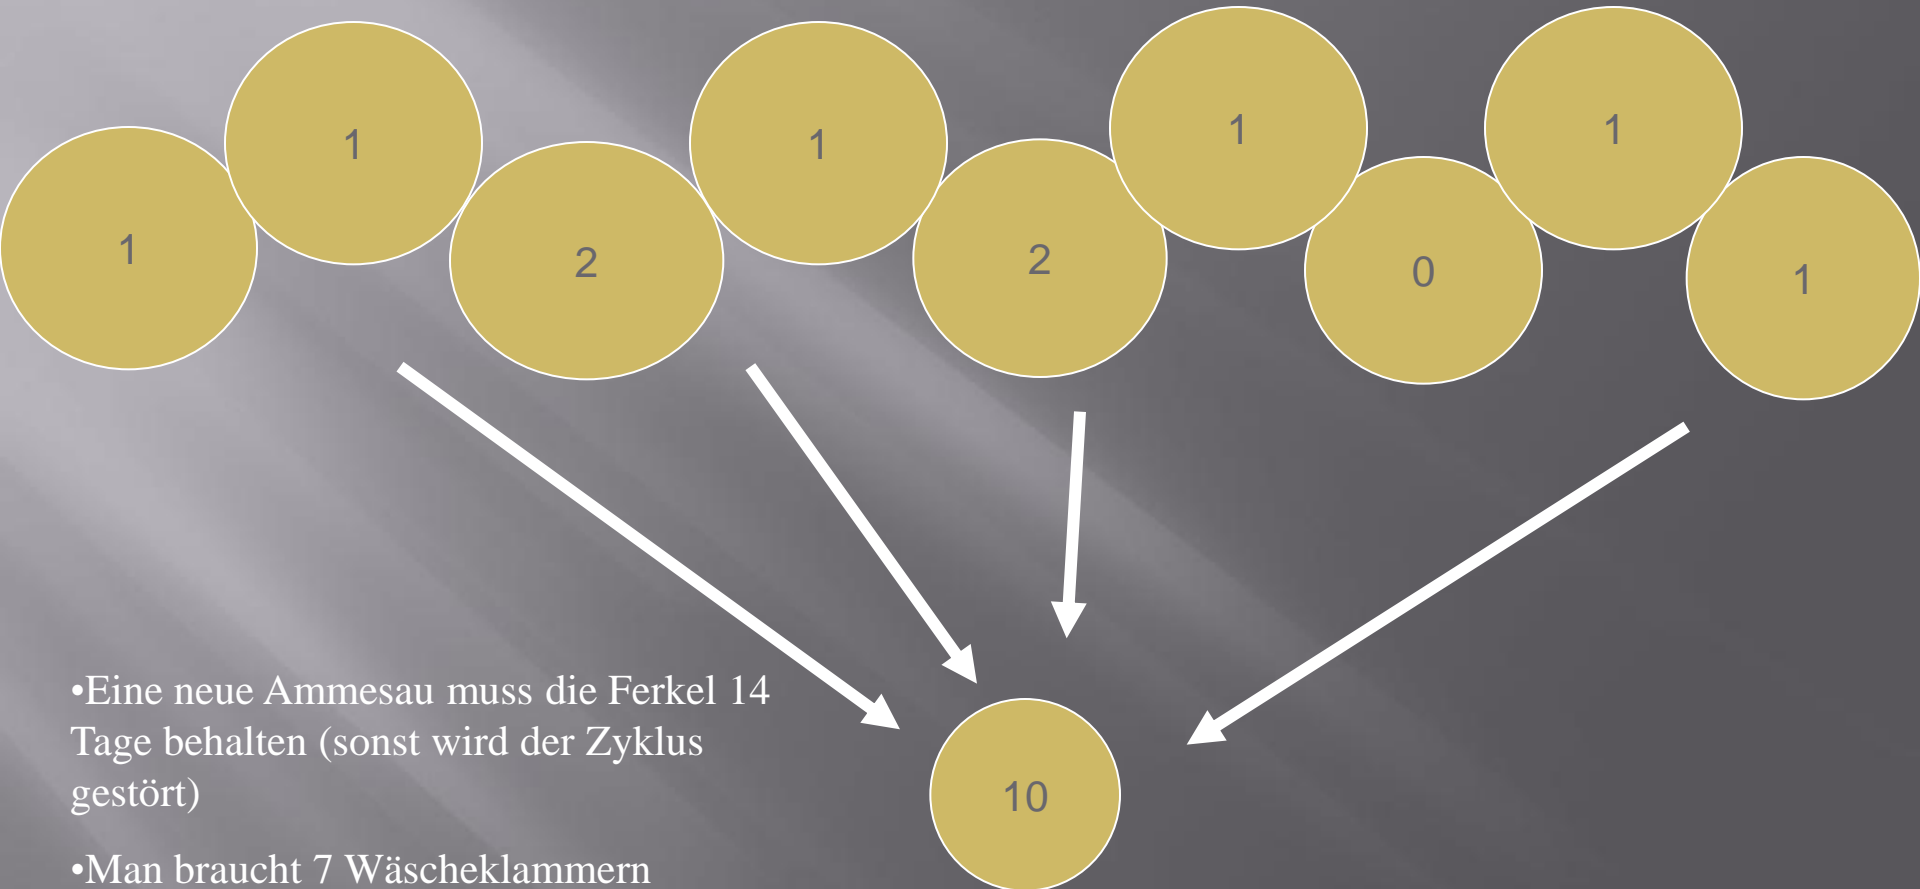 1
1
2
1
2
1
0
1
1
•Eine neue Ammesau muss die Ferkel 14
Tage behalten (sonst wird der Zyklus
gestört)
•Man braucht 7 Wäscheklammern
10